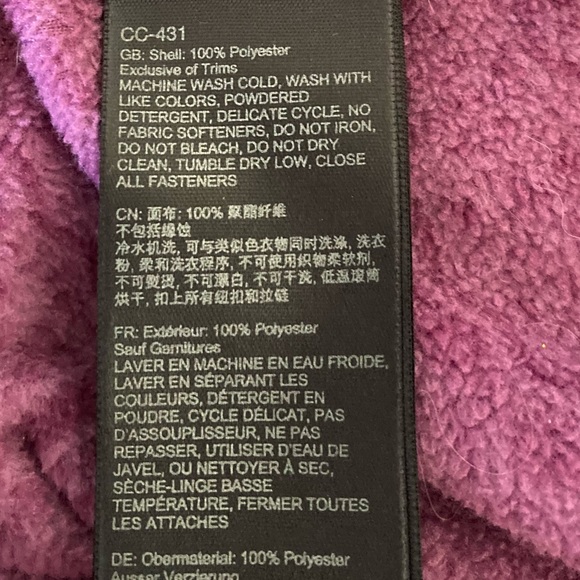 CC-431
GB: Shell: 100% Polyester
Exclusive of Trims
MACHINE WASH COLD, WASH WITH
LIKE COLORS, POWDERED
DETERGENT, DELICATE CYCLE, NO
FABRIC SOFTENERS, DO NOT IRON,
DO NOT BLEACH, DO NOT DRY
CLEAN, TUMBLE DRY LOW, CLOSE
ALL FASTENERS
CN: 面布: 100% 聚酯纤维
不包括缘蚀
冷水机洗, 可与类似色衣物同时洗涤, 洗衣
粉, 柔和洗衣程序, 不可使用织物柔软剂,
不可熨烫, 不可漂白, 不可干洗, 低温滚筒
烘干, 扣上所有纽扣和拉链
FR: Extérieur: 100% Polyester
Sauf Garnitures
LAVER EN MACHINE EN EAU FROIDE,
LAVER EN SÉPARANT LES
COULEURS, DÉTERGENT EN
POUDRE, CYCLE DÉLICAT, PAS
D'ASSOUPLISSEUR, NE PAS
REPASSER, UTILISER D'EAU DE
JAVEL, OU NETTOYER À SEC,
SÈCHE-LINGE BASSE
TEMPÉRATURE, FERMER TOUTES
LES ATTACHES
DE: Obermaterial: 100% Polyester
Ausser Verzierung